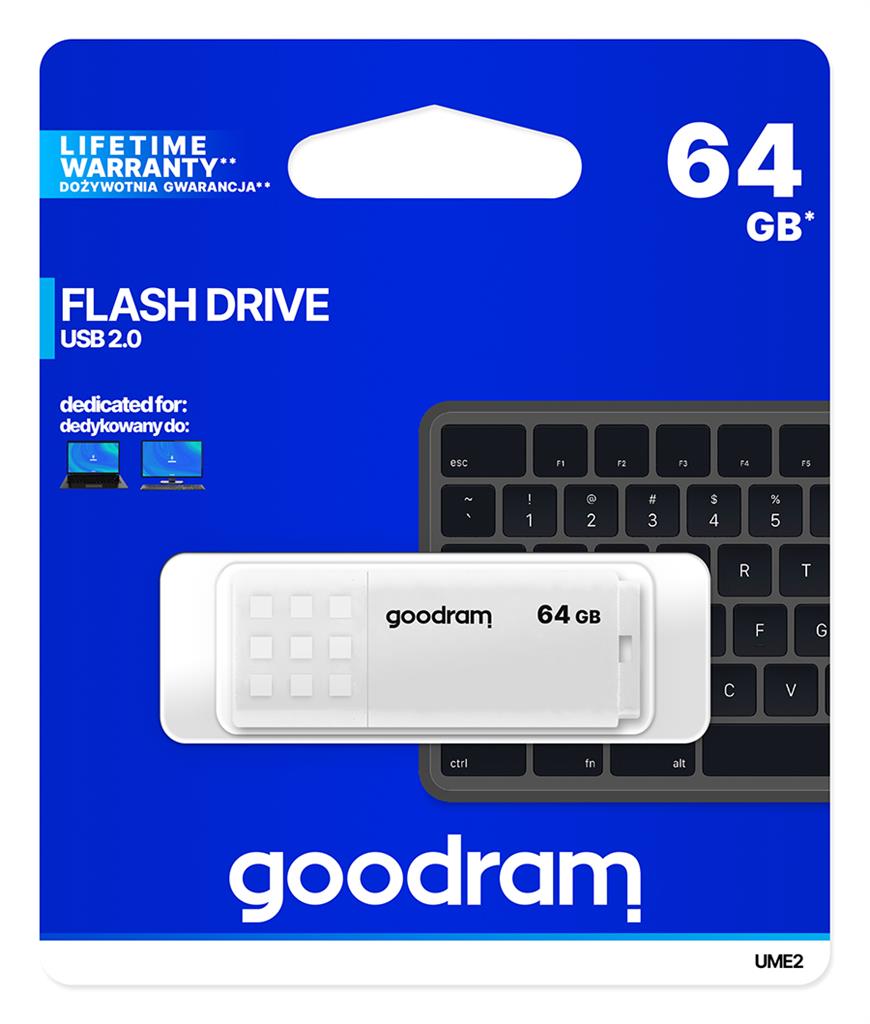 LIFETIME
WARRANTY**
DOŻYWOTNIA GWARANCJA**
64
GB*
FLASH DRIVE
USB 2.0
dedicated for:
dedykowany do:
esc F1 F2 F3 F4 F5
~ ! @ # $ %
` 1 2 3 4 5
R T
goodram 64 GB
F G
C V
ctrl fn alt
goodram
UME2